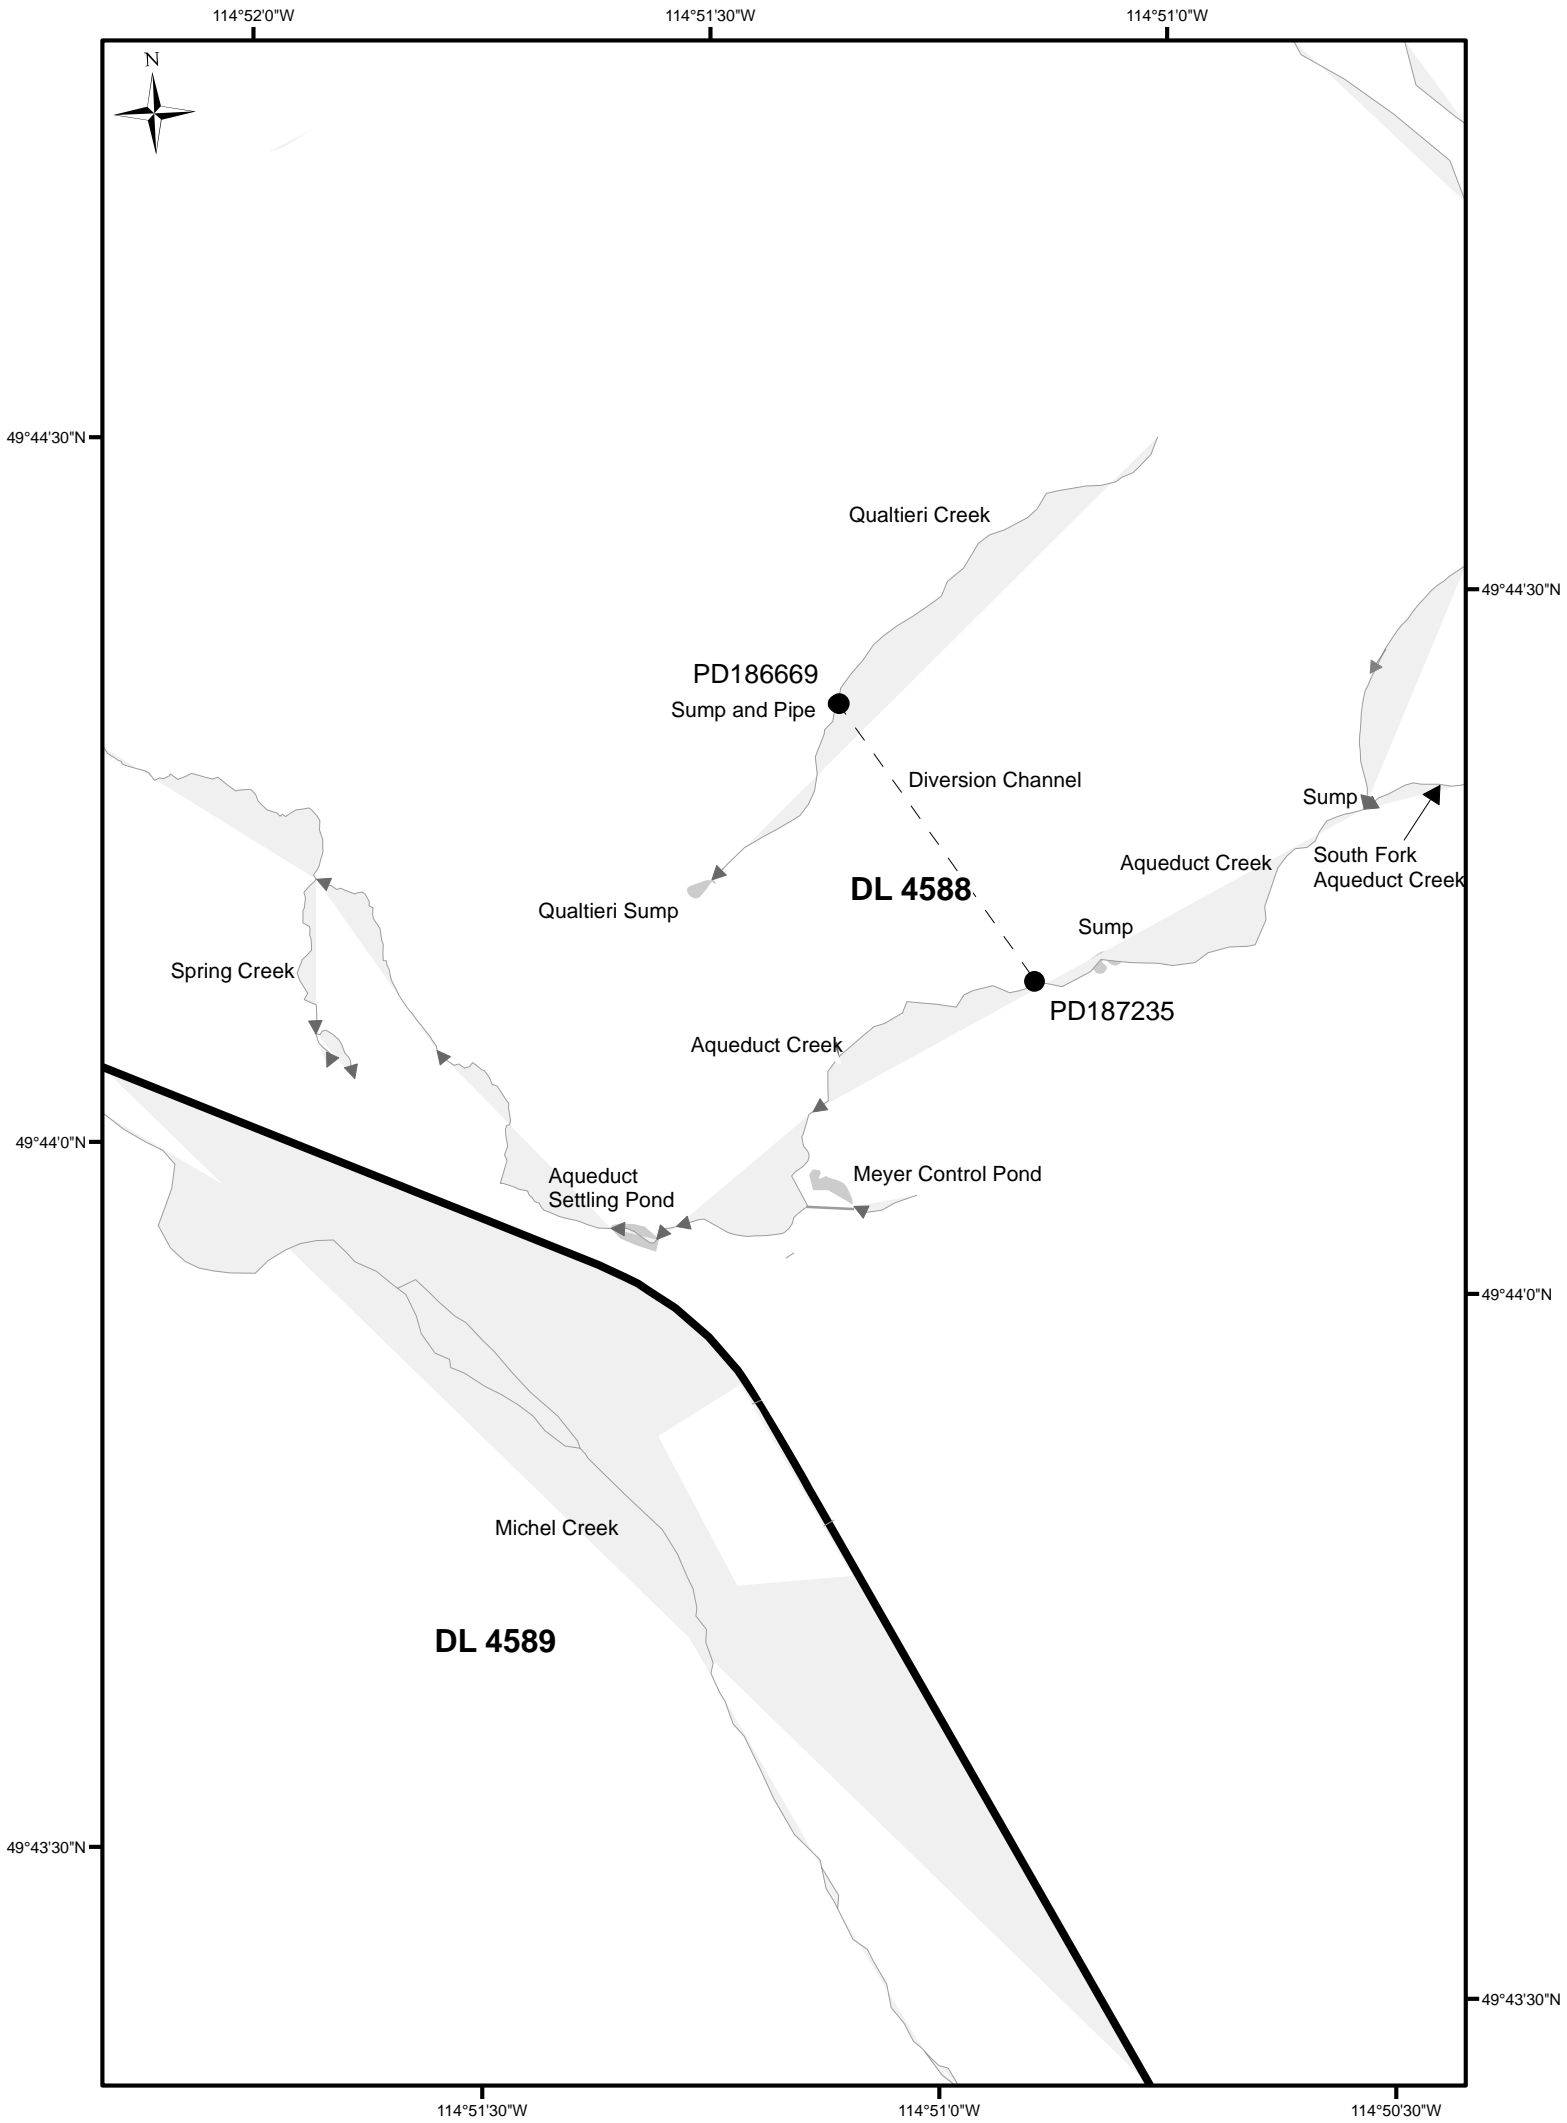 114°52'0"W
114°51'30"W
114°51'0"W
N
49°44'30"N
Qualtieri Creek
49°44'30"N
PD186669
Sump and Pipe
Diversion Channel
Sump
South Fork
Aqueduct Creek
Aqueduct Creek
DL 4588
Qualtieri Sump
Sump
Spring Creek
PD187235
Aqueduct Creek
49°44'0"N
Aqueduct
Settling Pond
Meyer Control Pond
49°44'0"N
Michel Creek
DL 4589
49°43'30"N
49°43'30"N
114°51'30"W
114°51'0"W
114°50'30"W